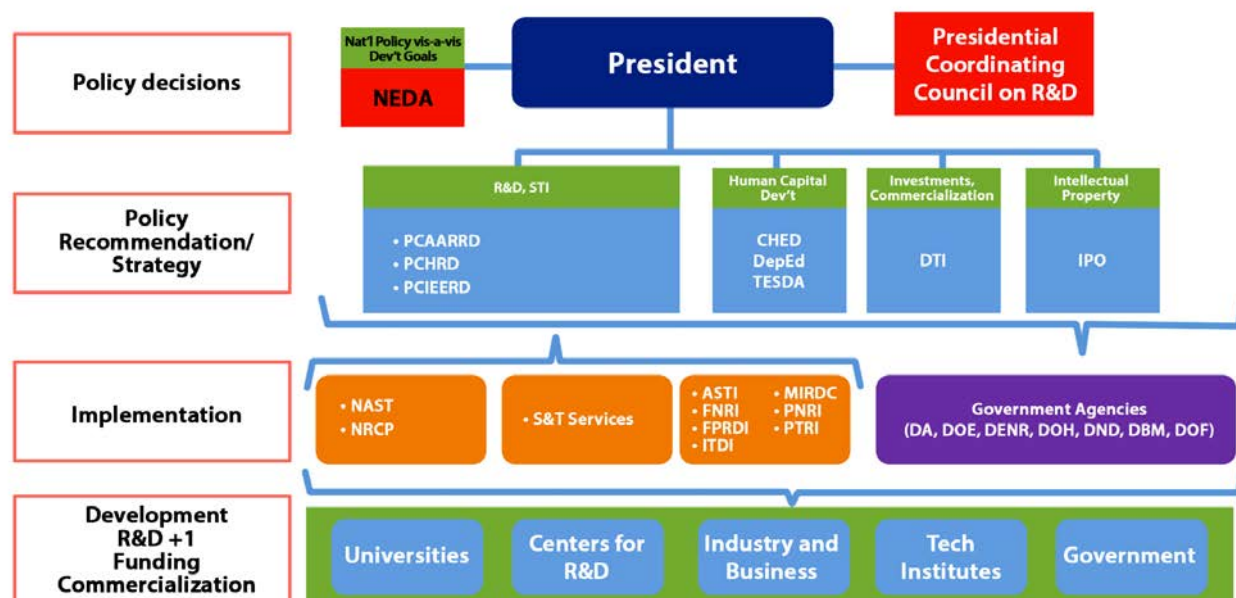 Policy decisions
Nat'l Policy vis-a-vis
Dev't Goals
NEDA
President
Presidential
Coordinating
Council on R&D
Policy
Recommendation/
Strategy
R&D, STI
• PCAARRD
• PCHRD
• PCIEERD
Human Capital
Dev't
CHED
DepEd
TESDA
Investments,
Commercialization
DTI
Intellectual
Property
IPO
Implementation
• NAST
• NRCP
• S&T Services
• ASTI
• FNRI
• FPRDI
• ITDI
• MIRDC
• PNRI
• PTRI
Government Agencies
(DA, DOE, DENR, DOH, DND, DBM, DOF)
Development
R&D +1
Funding
Commercialization
Universities
Centers for
R&D
Industry and
Business
Tech
Institutes
Government